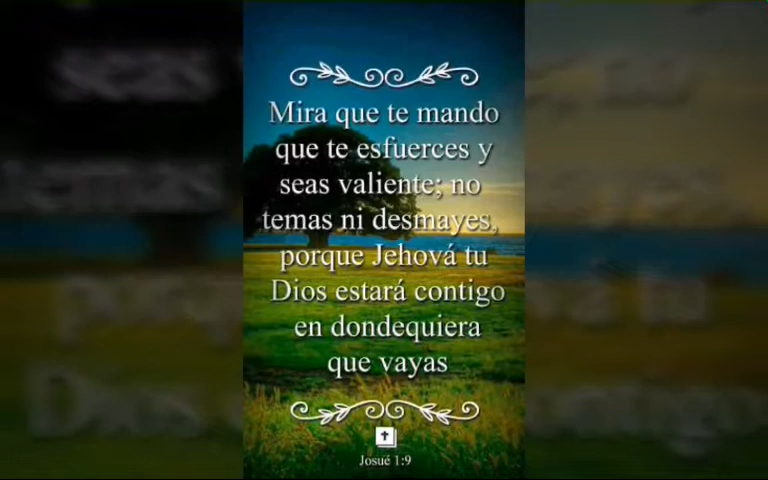 Mira que te mando
que te esfuerces y
seas valiente; no
temas ni desmayes,
porque Jehová tu
Dios estará contigo
en dondequiera
que vayas
Josué 1:9